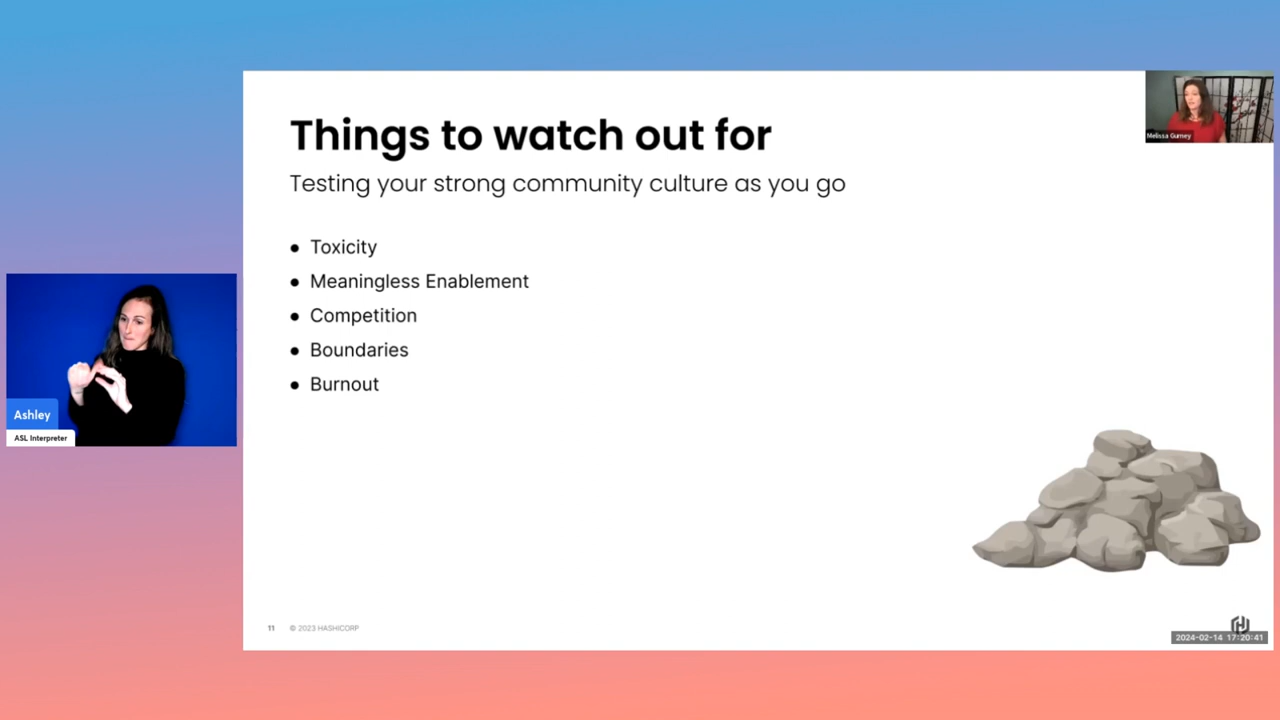 Things to watch out for
Testing your strong community culture as you go
● Toxicity
● Meaningless Enablement
● Competition
● Boundaries
● Burnout
Melissa Gurney
Ashley
ASL Interpreter
11 © 2023 HASHICORP
2024-02-14 17:20:41